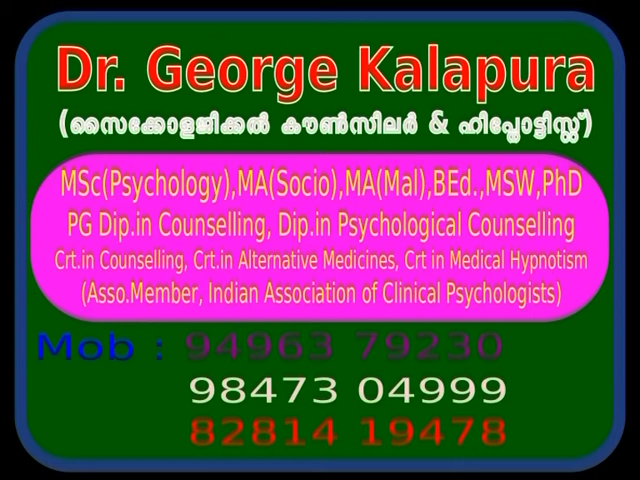 Dr. George Kalapura
(സൈക്കോളജിക്കൽ കൗൺസിലർ & ഹിപ്നോട്ടിസ്റ്റ്)
MSc(Psychology),MA(Socio),MA(Mal),BEd.,MSW,PhD
PG Dip.in Counselling, Dip.in Psychological Counselling
Crt.in Counselling, Crt.in Alternative Medicines, Crt in Medical Hypnotism
(Asso.Member, Indian Association of Clinical Psychologists)
Mob : 94963 79230
98473 04999
82814 19478